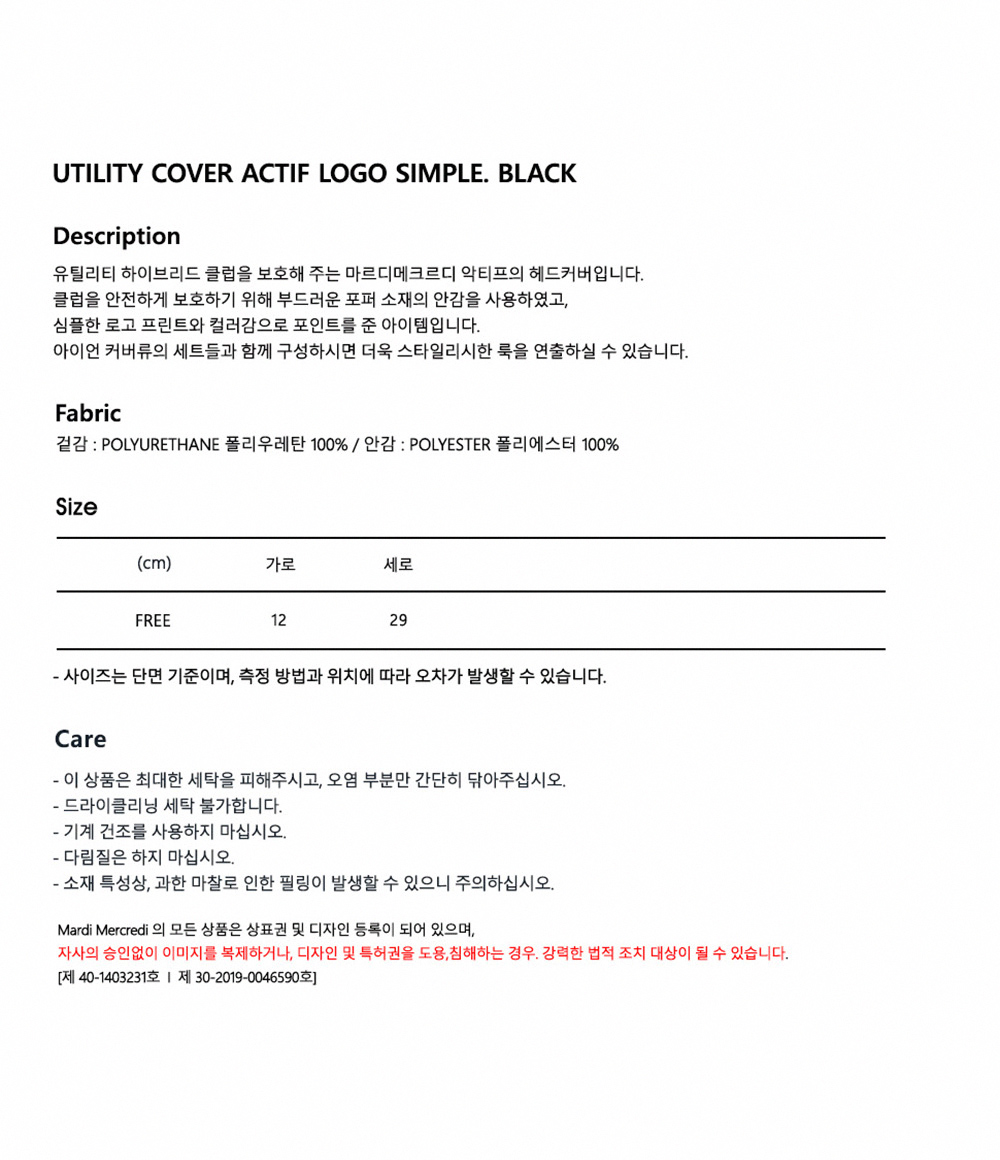 UTILITY COVER ACTIF LOGO SIMPLE. BLACK
Description
유틸리티 하이브리드 클럽을 보호해 주는 마르디메크르디 악티프의 헤드커버입니다.
클럽을 안전하게 보호하기 위해 부드러운 포퍼 소재의 안감을 사용하였고,
심플한 로고 프린트와 컬러감으로 포인트를 준 아이템입니다.
아이언 커버류의 세트들과 함께 구성하시면 더욱 스타일리시한 룩을 연출하실 수 있습니다.
Fabric
겉감 : POLYURETHANE 폴리우레탄 100% / 안감 : POLYESTER 폴리에스터 100%
Size
(cm) 가로 세로
FREE 12 29
- 사이즈는 단면 기준이며, 측정 방법과 위치에 따라 오차가 발생할 수 있습니다.
Care
- 이 상품은 최대한 세탁을 피해주시고, 오염 부분만 간단히 닦아주십시오.
- 드라이클리닝 세탁 불가합니다.
- 기계 건조를 사용하지 마십시오.
- 다림질은 하지 마십시오.
- 소재 특성상, 과한 마찰로 인한 필링이 발생할 수 있으니 주의하십시오.
Mardi Mercredi 의 모든 상품은 상표권 및 디자인 등록이 되어 있으며,
자사의 승인없이 이미지를 복제하거나, 디자인 및 특허권을 도용,침해하는 경우. 강력한 법적 조치 대상이 될 수 있습니다.
[제 40-1403231호 ㅣ 제 30-2019-0046590호]